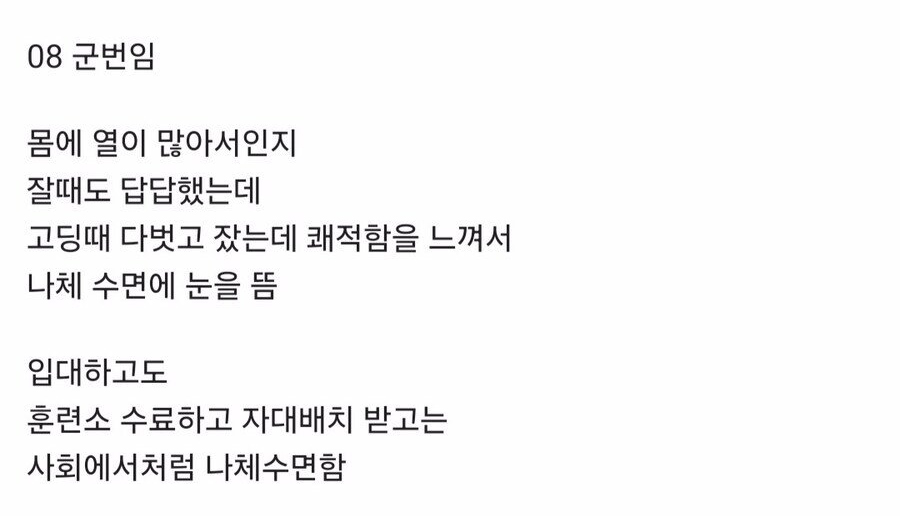 08 군번임
몸에 열이 많아서인지
잘때도 답답했는데
고딩때 다벗고 잤는데 쾌적함을 느껴서
나체 수면에 눈을 뜸
입대하고도
훈련소 수료하고 자대배치 받고는
사회에서처럼 나체수면함